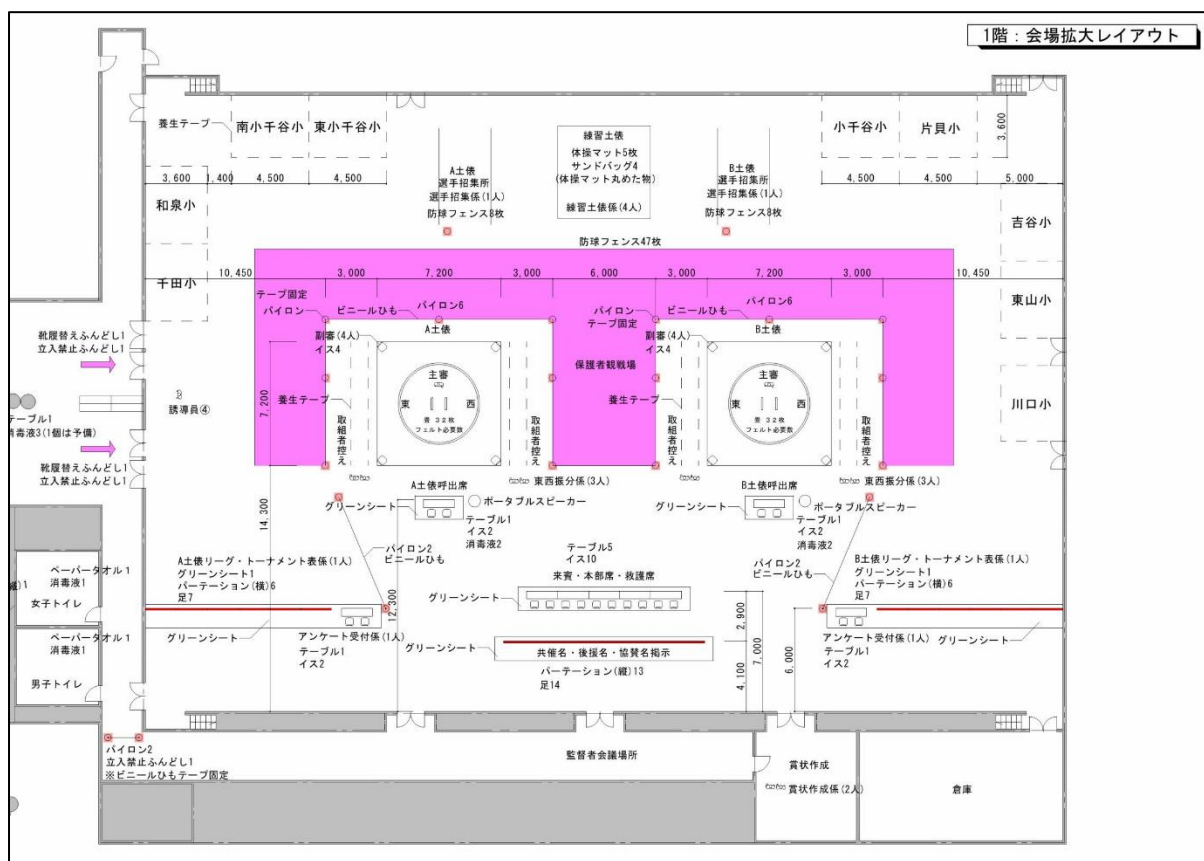 1階：会場拡大レイアウト
養生テープ
南小千谷小
東小千谷小
小千谷小
片貝小
3,600
3,600
1,400
4,500
4,500
4,500
4,500
5,000
A土俵
選手招集所
選手招集係(1人)
防球フェンス8枚
練習土俵
体操マット5枚
サンドバッグ4
(体操マット丸めた物)
練習土俵係(4人)
B土俵
選手招集所
選手招集係(1人)
防球フェンス8枚
和泉小
千田小
吉谷小
東山小
川口小
防球フェンス47枚
10,450
3,000
7,200
3,000
6,000
3,000
7,200
3,000
10,450
テープ固定
パイロン
ビニールひも
パイロン6
A土俵
パイロン
テープ固定
ビニールひも
パイロン6
B土俵
副審(4人)
イス4
副審(4人)
イス4
保護者観戦場
主審
東
西
畳 32枚
フェルト必要数
主審
東
西
畳 32枚
フェルト必要数
養生テープ
養生テープ
取組者控え
取組者控え
取組者控え
取組者控え
7,200
14,300
靴履替えふんどし1
立入禁止ふんどし1
誘導員④
テーブル1
消毒液3(1個は予備)
靴履替えふんどし1
立入禁止ふんどし1
東西振分係(3人)
東西振分係(3人)
A土俵呼出席
グリーンシート
ポータブルスピーカー
テーブル1
イス2
消毒液2
B土俵呼出席
グリーンシート
ポータブルスピーカー
テーブル1
イス2
消毒液2
パイロン2
ビニールひも
パイロン2
ビニールひも
A土俵リーグ・トーナメント表係(1人)
グリーンシート1
パーテーション(横)6
足7
テーブル5
イス10
来賓・本部席・救護席
グリーンシート
B土俵リーグ・トーナメント表係(1人)
グリーンシート1
パーテーション(横)6
足7
12,300
2,900
7,000
4,100
6,000
グリーンシート
アンケート受付係(1人)
テーブル1
イス2
グリーンシート
共催名・後援名・協賛名掲示
パーテーション(縦)13
足14
アンケート受付係(1人)
テーブル1
イス2
グリーンシート
ペーパータオル1
消毒液1
女子トイレ
ペーパータオル1
消毒液1
男子トイレ
パイロン2
立入禁止ふんどし1
※ビニールひもテープ固定
監督者会議場所
賞状作成
賞状作成係(2人)
倉庫